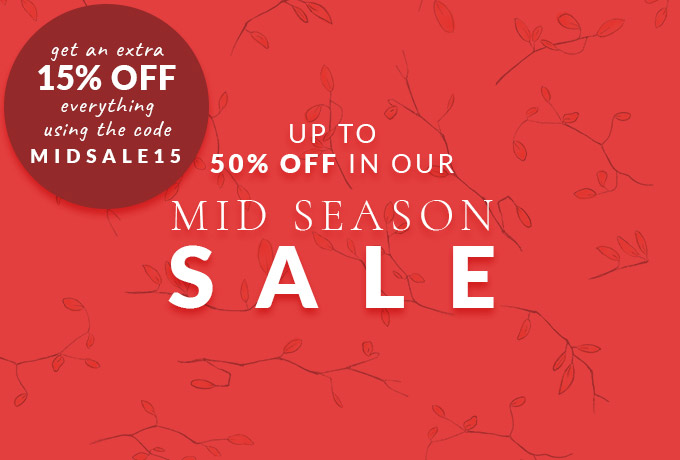 get an extra
15% OFF
everything
using the code
MIDSALE15
UP TO
50% OFF IN OUR
MID SEASON
SALE